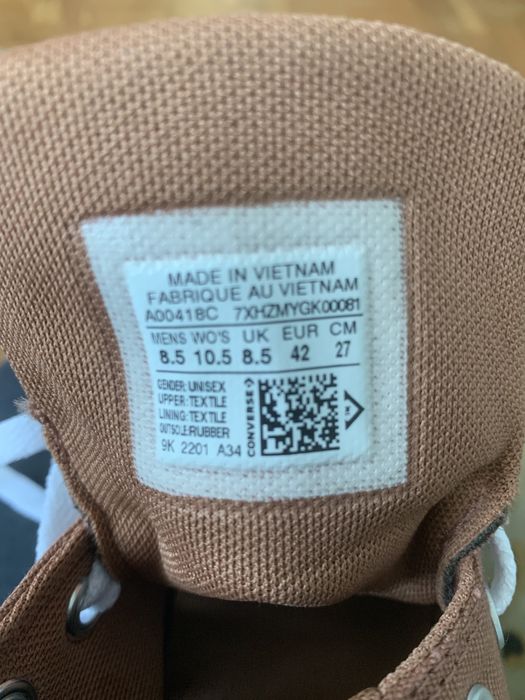 MADE IN VIETNAM
FABRIQUE AU VIETNAM
A00418C 7XHZMYGK00081
MENS WO'S UK EUR CM
8.5 10.5 8.5 42 27
GENDER: UNISEX
UPPER: TEXTILE
LINING: TEXTILE
OUTSOLE: RUBBER
9K 2201 A34
CONVERSE